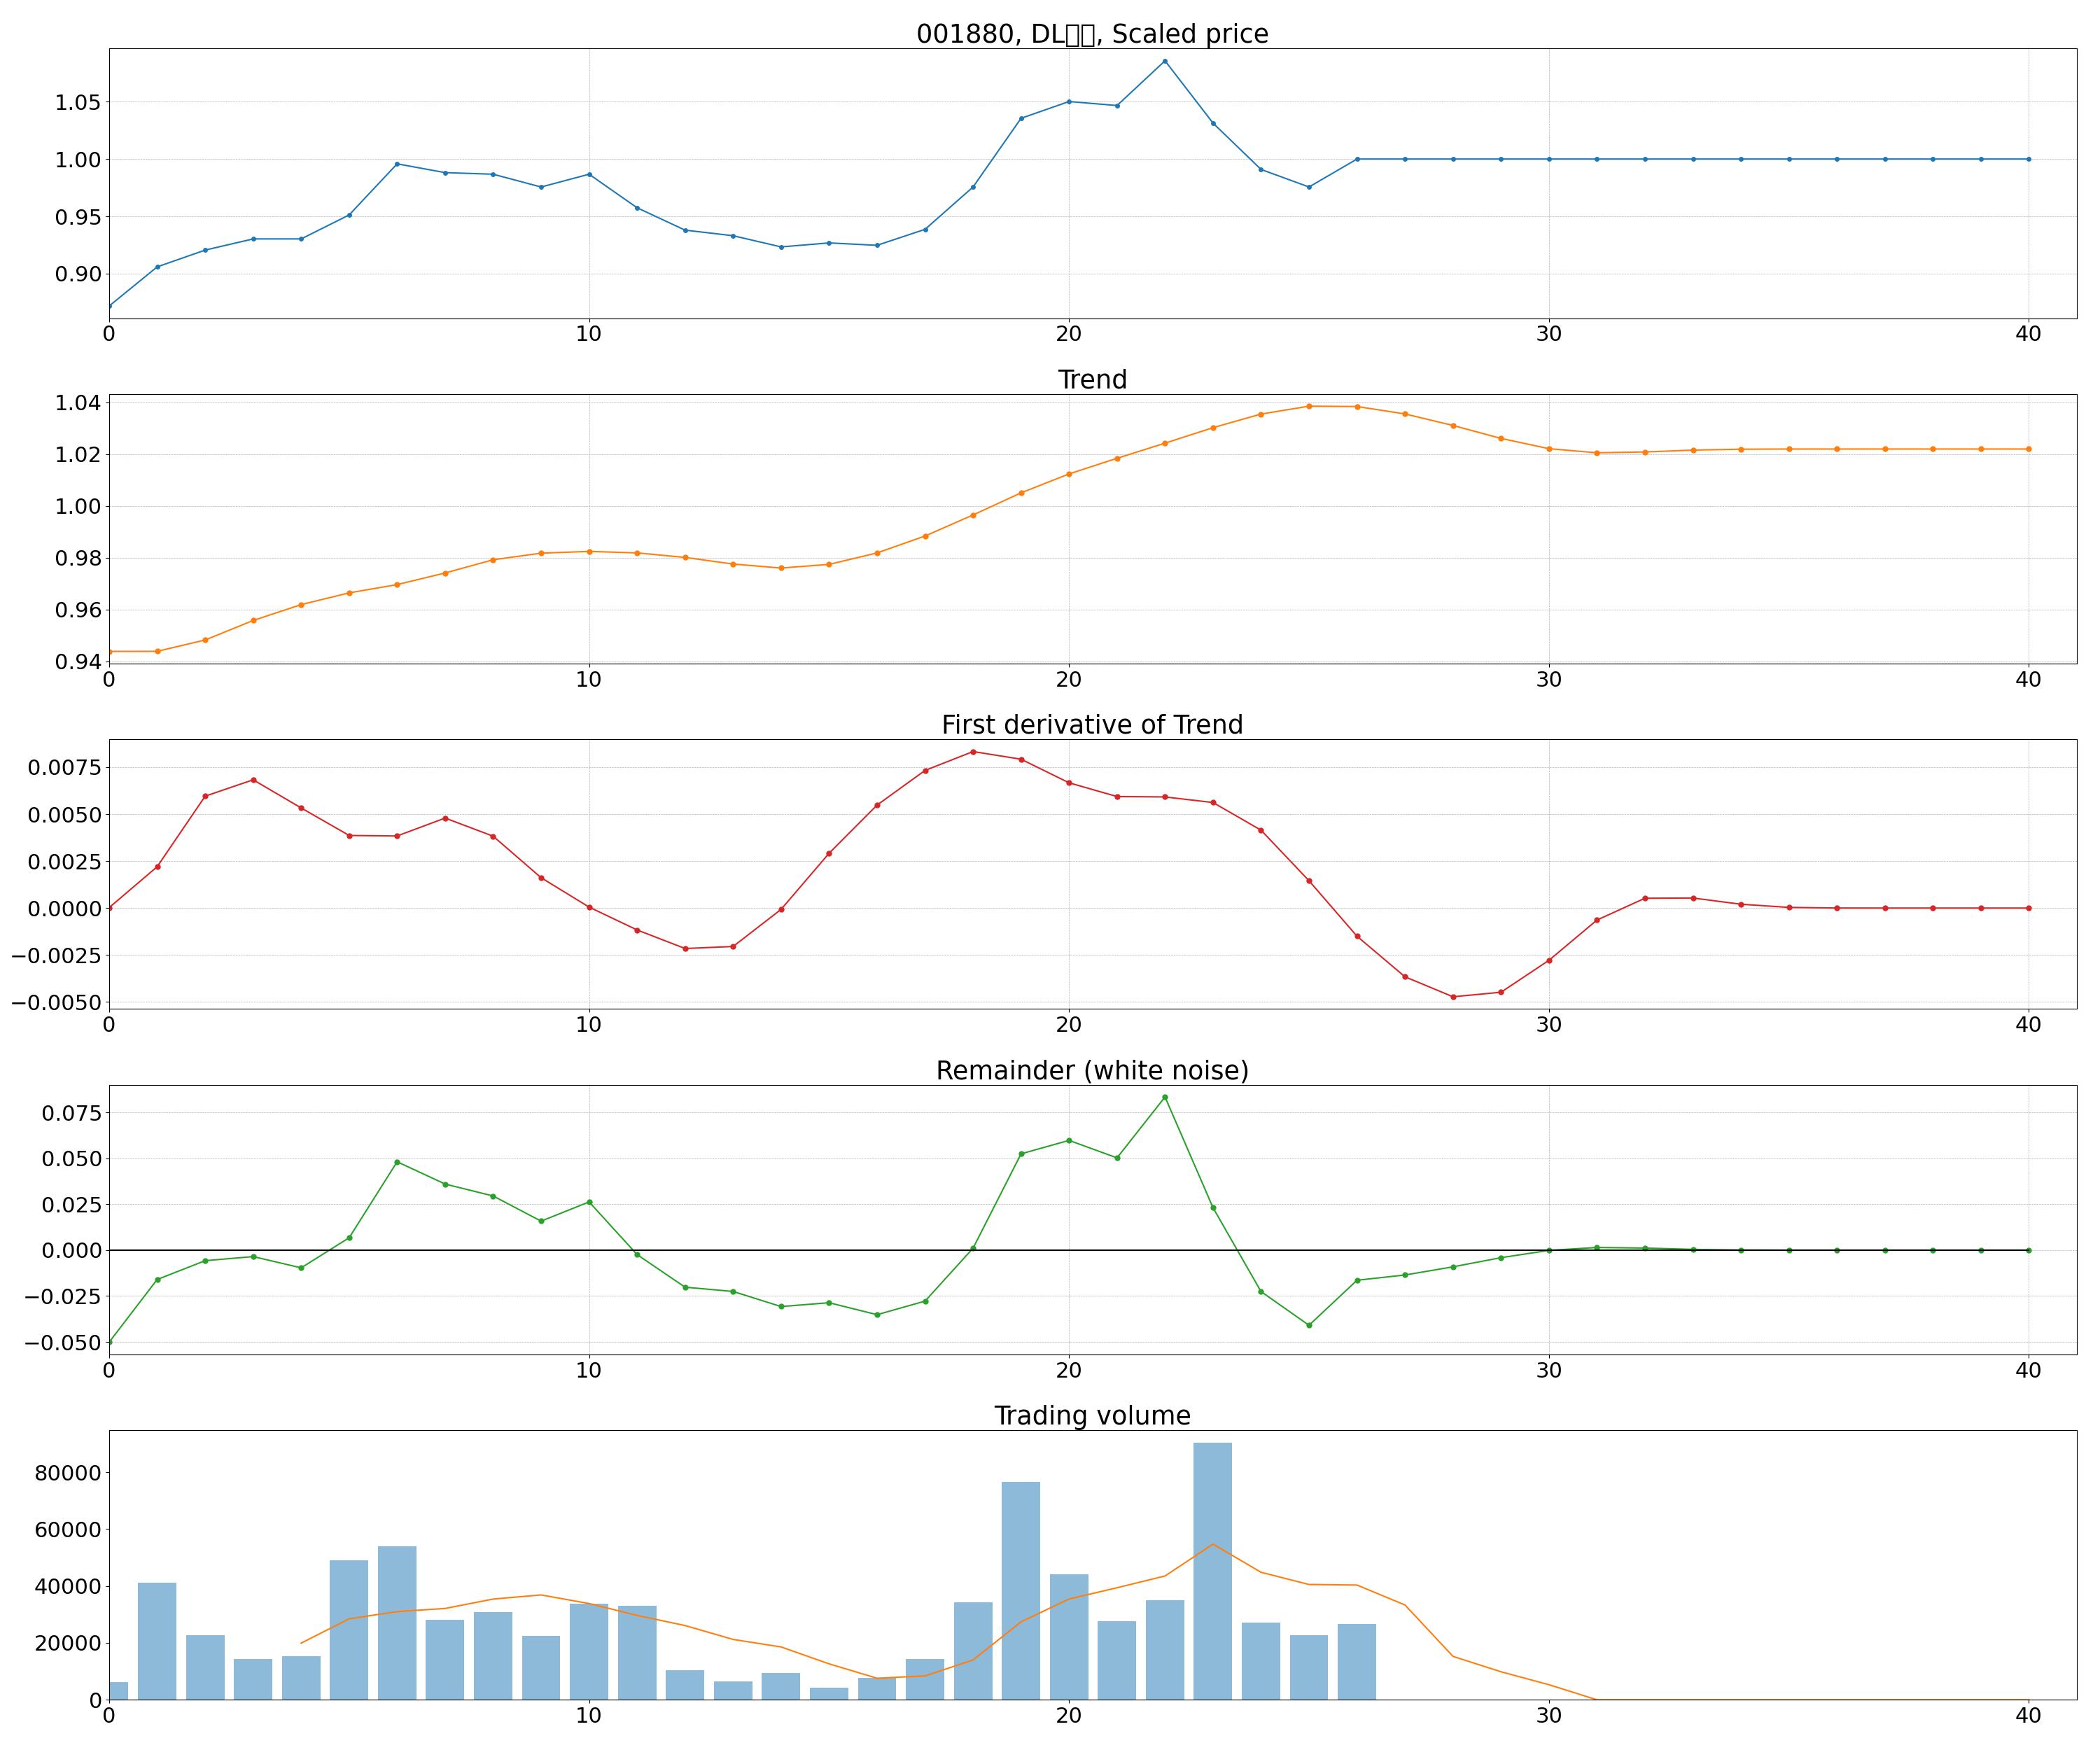 001880, DL, Scaled price
1.05
1.00
0.95
0.90
0 10 20 30 40
Trend
1.04
1.02
1.00
0.98
0.96
0.94
0 10 20 30 40
First derivative of Trend
0.0075
0.0050
0.0025
0.0000
−0.0025
−0.0050
0 10 20 30 40
Remainder (white noise)
0.075
0.050
0.025
0.000
−0.025
−0.050
0 10 20 30 40
Trading volume
80000
60000
40000
20000
0
0 10 20 30 40